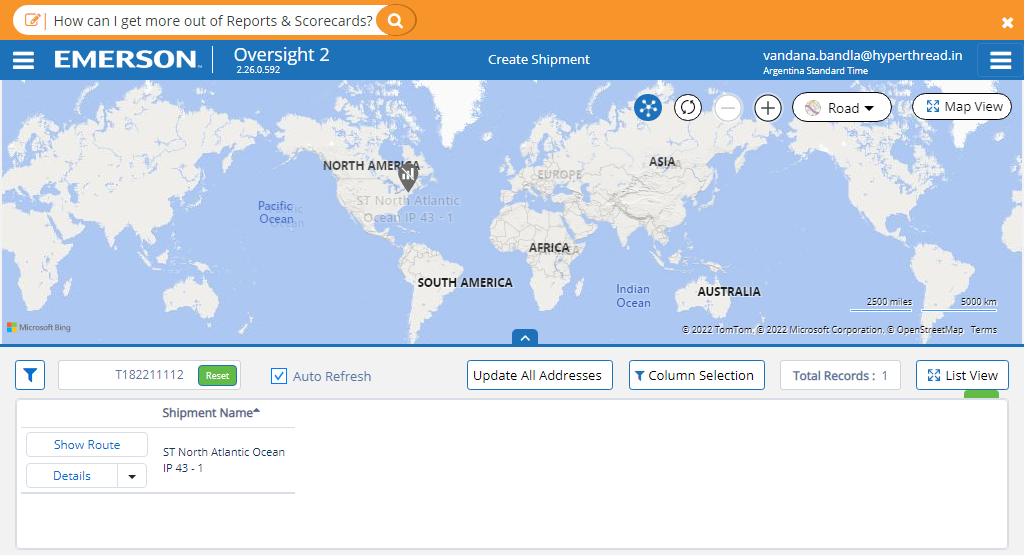 How can I get more out of Reports & Scorecards?
EMERSON™
Oversight 2
2.26.0.592
Create Shipment
vandana.bandla@hyperthread.in
Argentina Standard Time
Road
Map View
NORTH AMERICA
ASIA
EUROPE
ST North Atlantic
Ocean IP 43 - 1
Pacific
Ocean
AFRICA
SOUTH AMERICA
Indian
Ocean
AUSTRALIA
2500 miles
5000 km
Microsoft Bing
© 2022 TomTom, © 2022 Microsoft Corporation, © OpenStreetMap Terms
T182211112
Reset
Auto Refresh
Update All Addresses
Column Selection
Total Records : 1
List View
Shipment Name
Show Route
ST North Atlantic Ocean
IP 43 - 1
Details